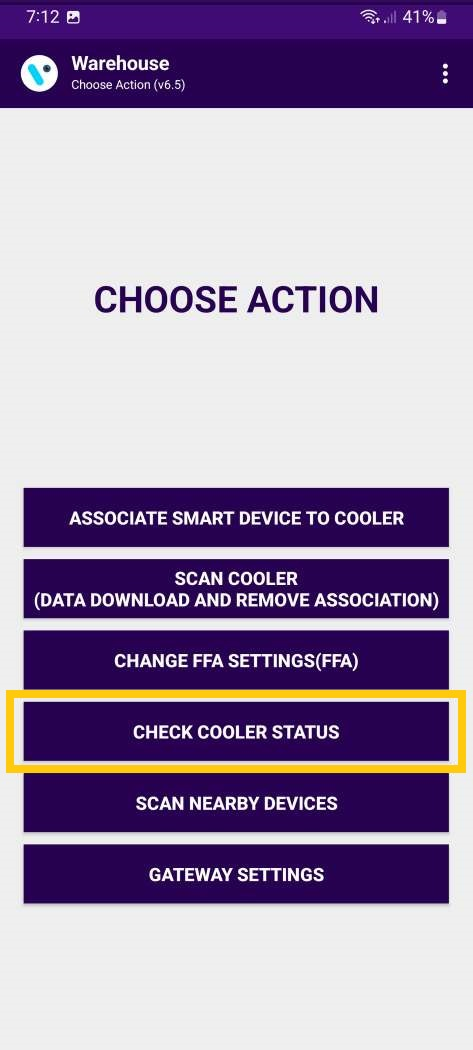 7:12
41%
Warehouse
Choose Action (v6.5)
CHOOSE ACTION
ASSOCIATE SMART DEVICE TO COOLER
SCAN COOLER
(DATA DOWNLOAD AND REMOVE ASSOCIATION)
CHANGE FFA SETTINGS(FFA)
CHECK COOLER STATUS
SCAN NEARBY DEVICES
GATEWAY SETTINGS